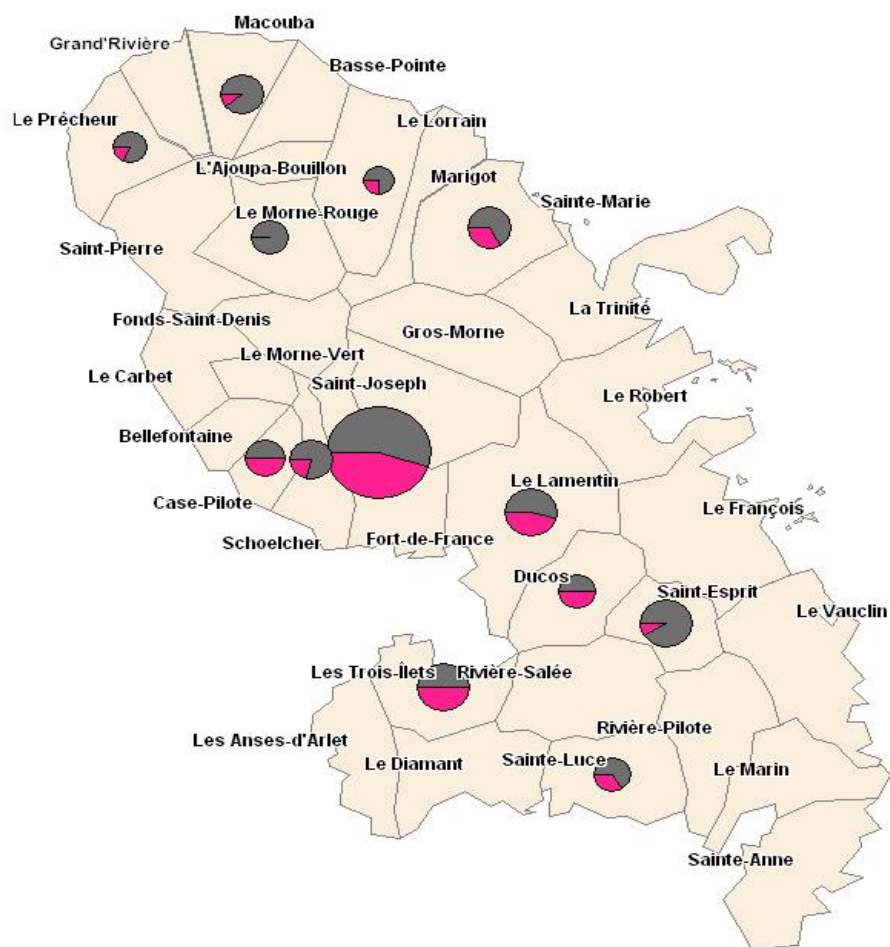 Macouba
Grand'Rivière
Basse-Pointe
Le Prêcheur
Le Lorrain
L'Ajoupa-Bouillon
Marigot
Sainte-Marie
Le Morne-Rouge
Saint-Pierre
La Trinité
Fonds-Saint-Denis
Gros-Morne
Le Morne-Vert
Le Carbet
Saint-Joseph
Le Robert
Bellefontaine
Le Lamentin
Case-Pilote
Le François
Schoelcher
Fort-de-France
Ducos
Saint-Esprit
Le Vauclin
Les Trois-Îlets
Rivière-Salée
Rivière-Pilote
Les Anses-d'Arlet
Sainte-Luce
Le Diamant
Le Marin
Sainte-Anne